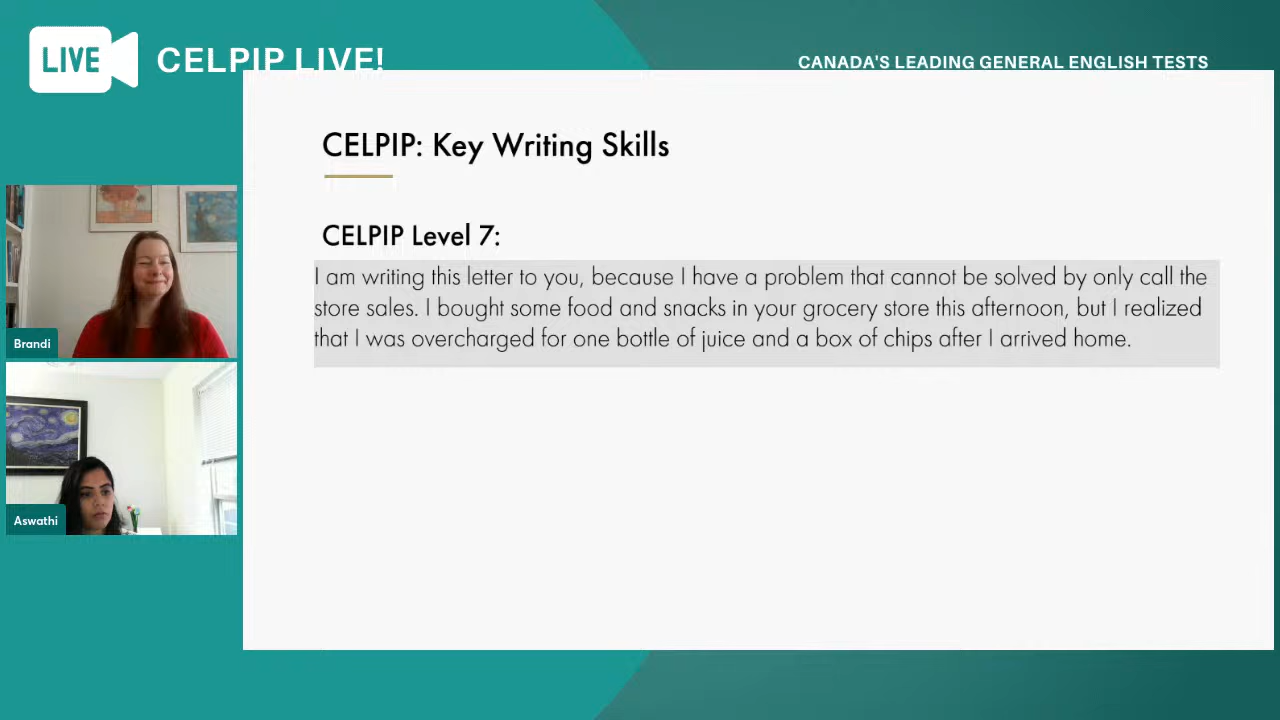 LIVE
CELPIP LIVE!
CANADA'S LEADING GENERAL ENGLISH TESTS
CELPIP: Key Writing Skills
CELPIP Level 7:
I am writing this letter to you, because I have a problem that cannot be solved by only call the
store sales. I bought some food and snacks in your grocery store this afternoon, but I realized
that I was overcharged for one bottle of juice and a box of chips after I arrived home.
Brandi
Aswathi